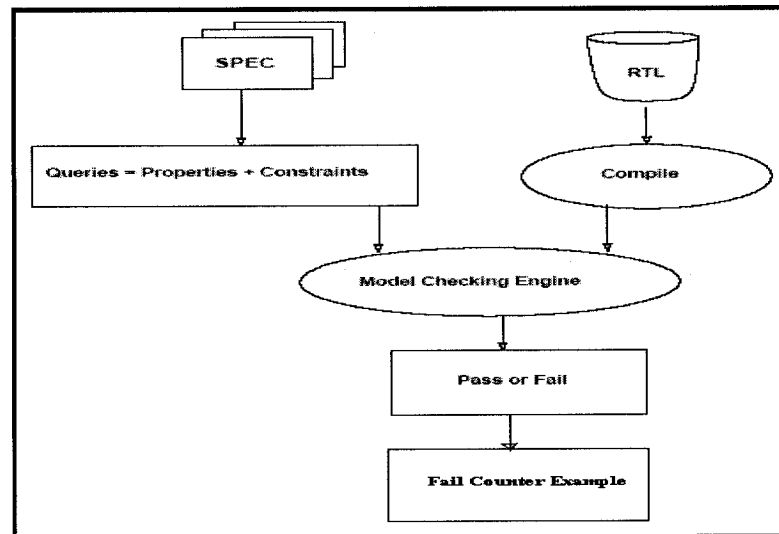 SPEC
RTL
Queries = Properties + Constraints
Compile
Model Checking Engine
Pass or Fail
Fail Counter Example